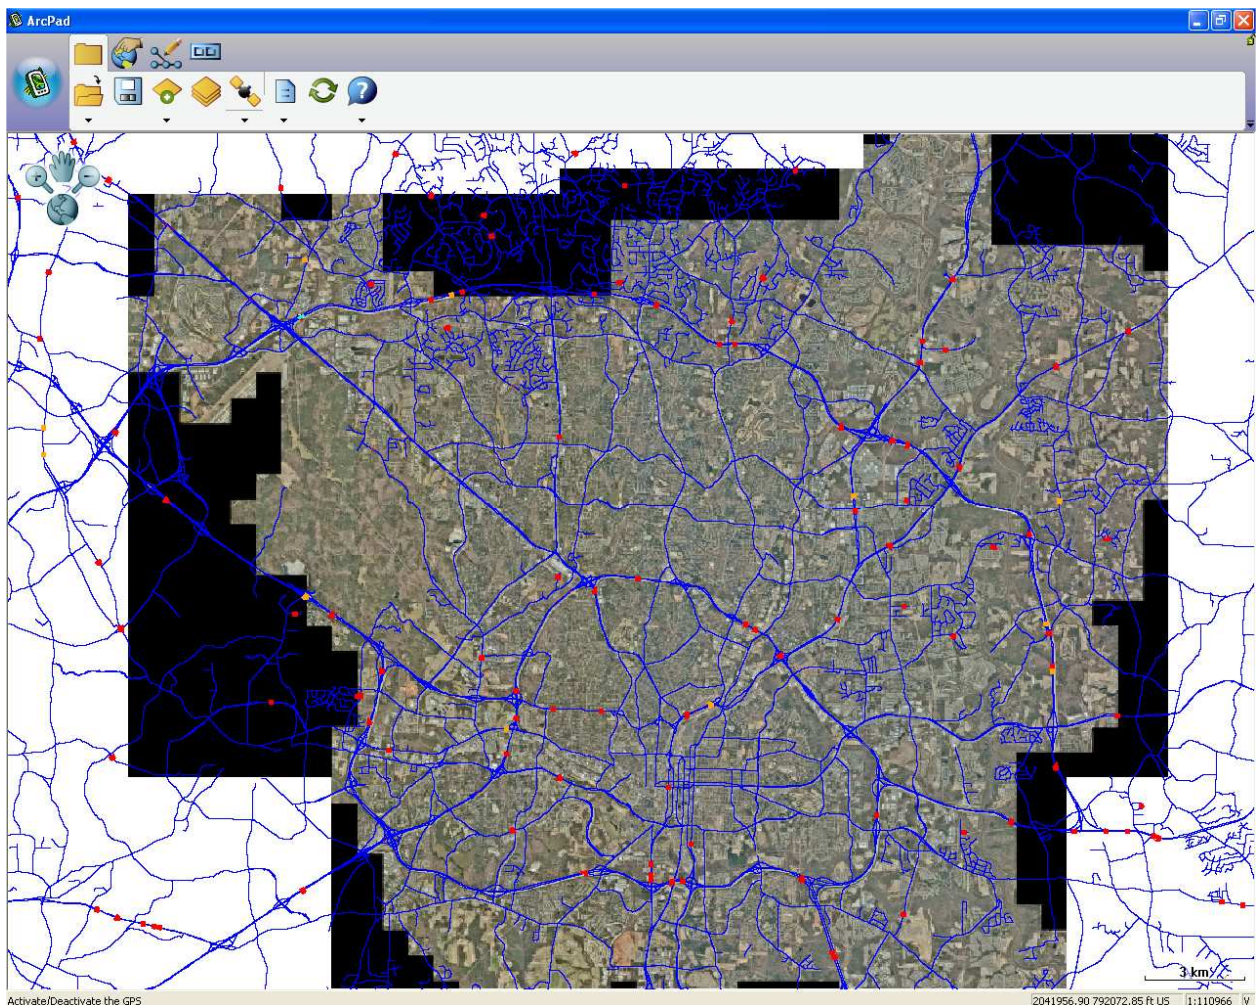 ArcPad
3 km
Activate/Deactivate the GPS
2041956.90 792072.85 ft US
1:110966
V